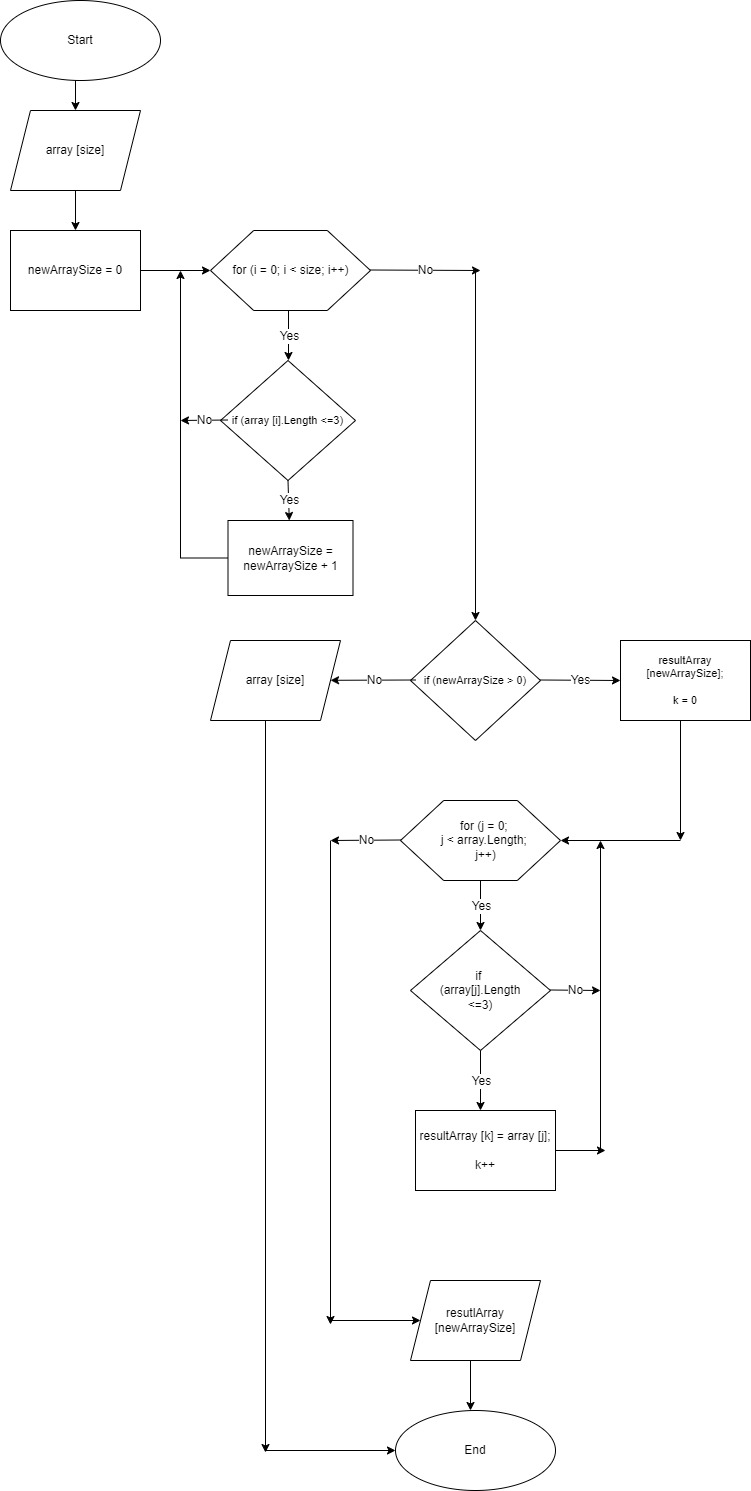 Start
array [size]
newArraySize = 0
for (i = 0; i < size; i++)
No
Yes
No
if (array [i].Length <=3)
Yes
newArraySize =
newArraySize + 1
array [size]
No
if (newArraySize > 0)
Yes
resultArray
[newArraySize];
k = 0
for (j = 0;
j < array.Length;
j++)
No
Yes
if
(array[j].Length
<=3)
No
Yes
resultArray [k] = array [j];
k++
resutlArray
[newArraySize]
End